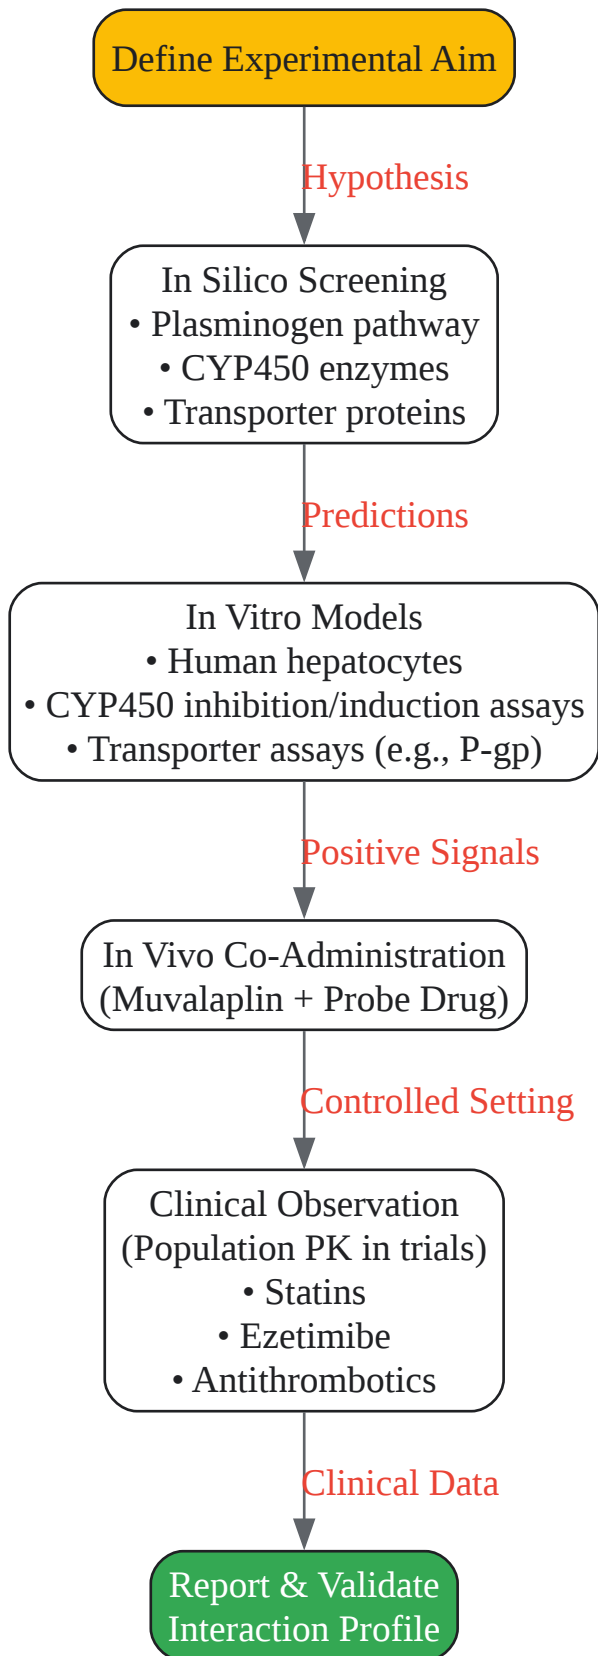 Define Experimental Aim
Hypothesis
In Silico Screening
• Plasminogen pathway
• CYP450 enzymes
• Transporter proteins
Predictions
In Vitro Models
• Human hepatocytes
• CYP450 inhibition/induction assays
• Transporter assays (e.g., P-gp)
Positive Signals
In Vivo Co-Administration
(Muvalaplin + Probe Drug)
Controlled Setting
Clinical Observation
(Population PK in trials)
• Statins
• Ezetimibe
• Antithrombotics
Clinical Data
Report & Validate
Interaction Profile